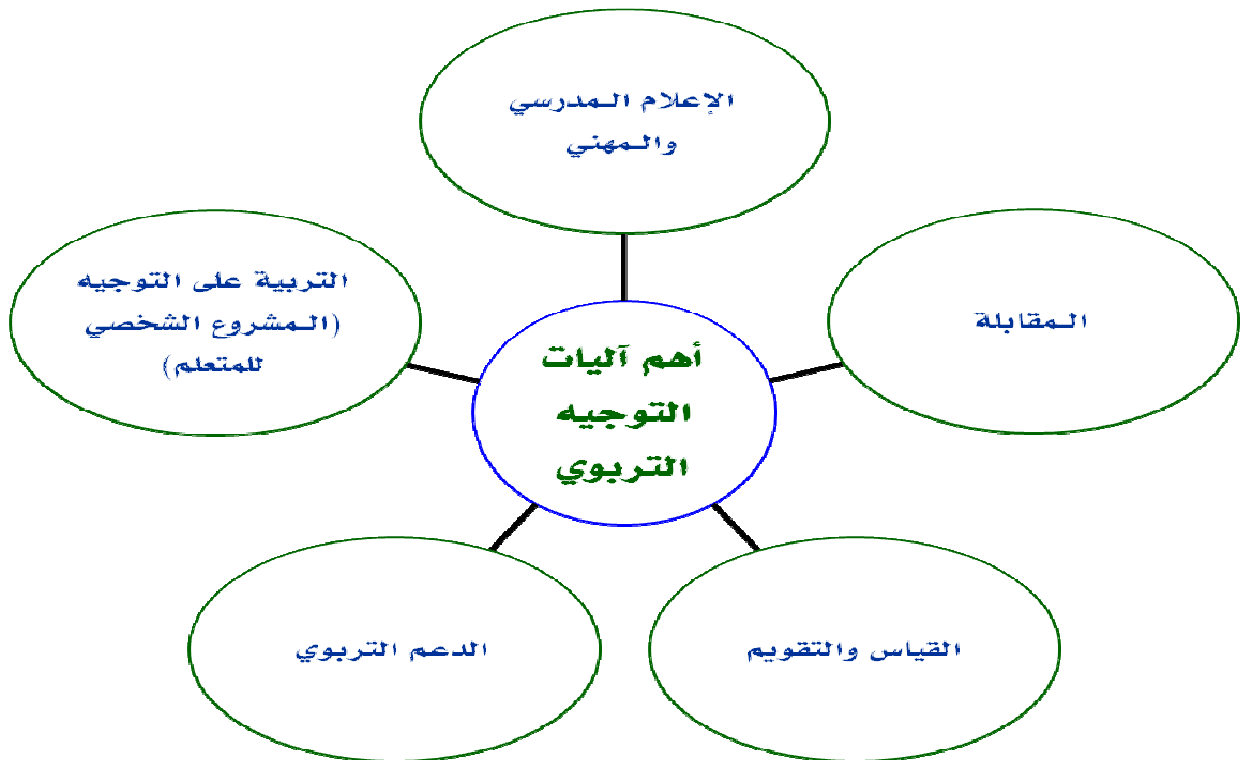 الإعلام المدرسي
والمهني
المقابلة
التربية على التوجيه
(المشروع الشخصي
للمتعلم)
أهم آليات
التوجيه
التربوي
القياس والتقويم
الدعم التربوي